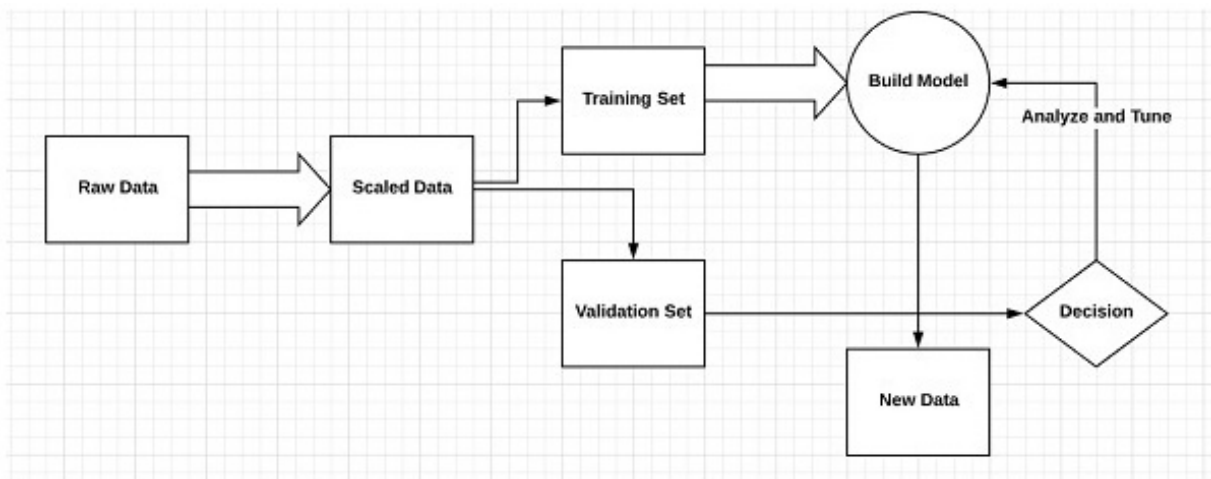 Raw Data
Scaled Data
Training Set
Validation Set
Build Model
Analyze and Tune
Decision
New Data